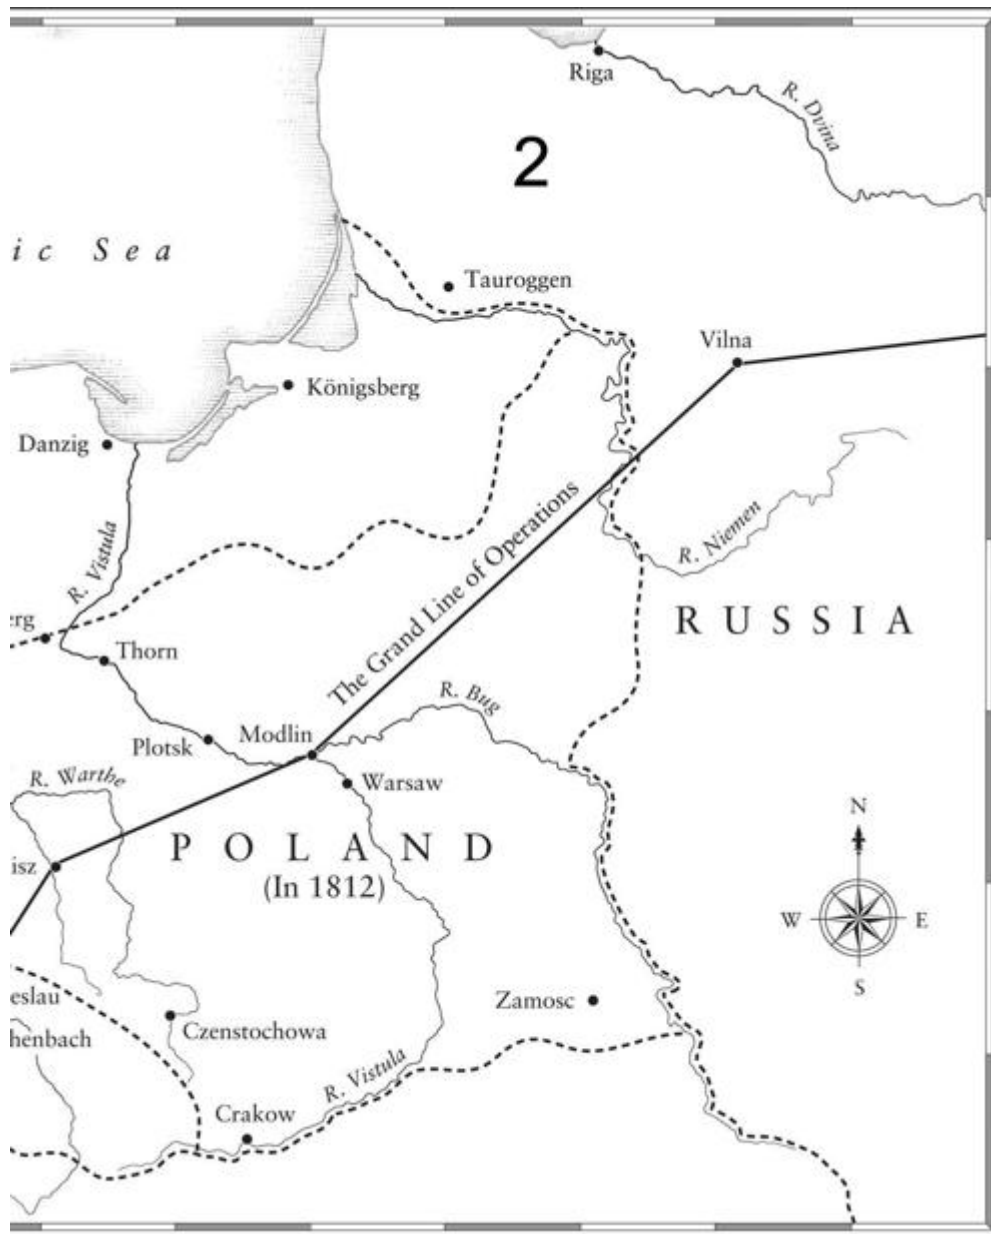 Riga
R. Dvina
2
ic Sea
Tauroggen
Vilna
Königsberg
Danzig
R. Vistula
The Grand Line of Operations
R. Niemen
RUSSIA
erg
Thorn
R. Bug
Modlin
Plotsk
Warsaw
R. Warthe
POLAND
(In 1812)
isz
N
W
E
S
eslau
Zamosc
henbach
Czenstochowa
R. Vistula
Crakow